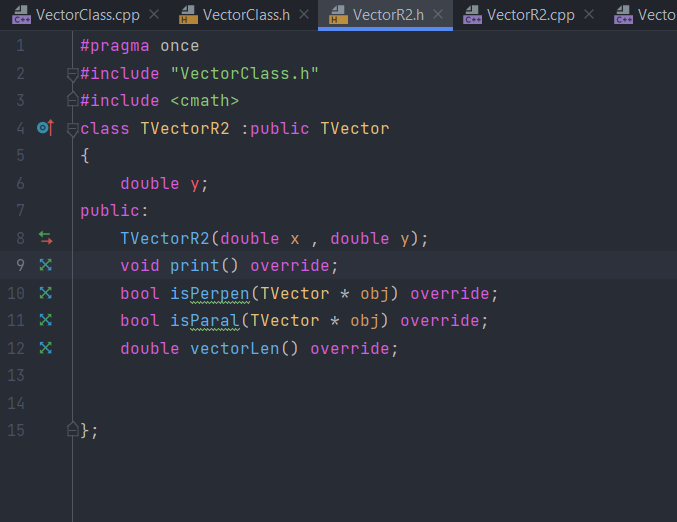 VectorClass.cpp VectorClass.h VectorR2.h VectorR2.cpp Vecto
1 #pragma once
2 #include "VectorClass.h"
3 #include <cmath>
4 class TVectorR2 :public TVector
5 {
6 double y;
7 public:
8 TVectorR2(double x , double y);
9 void print() override;
10 bool isPerpen(TVector * obj) override;
11 bool isParal(TVector * obj) override;
12 double vectorLen() override;
13
14
15 };